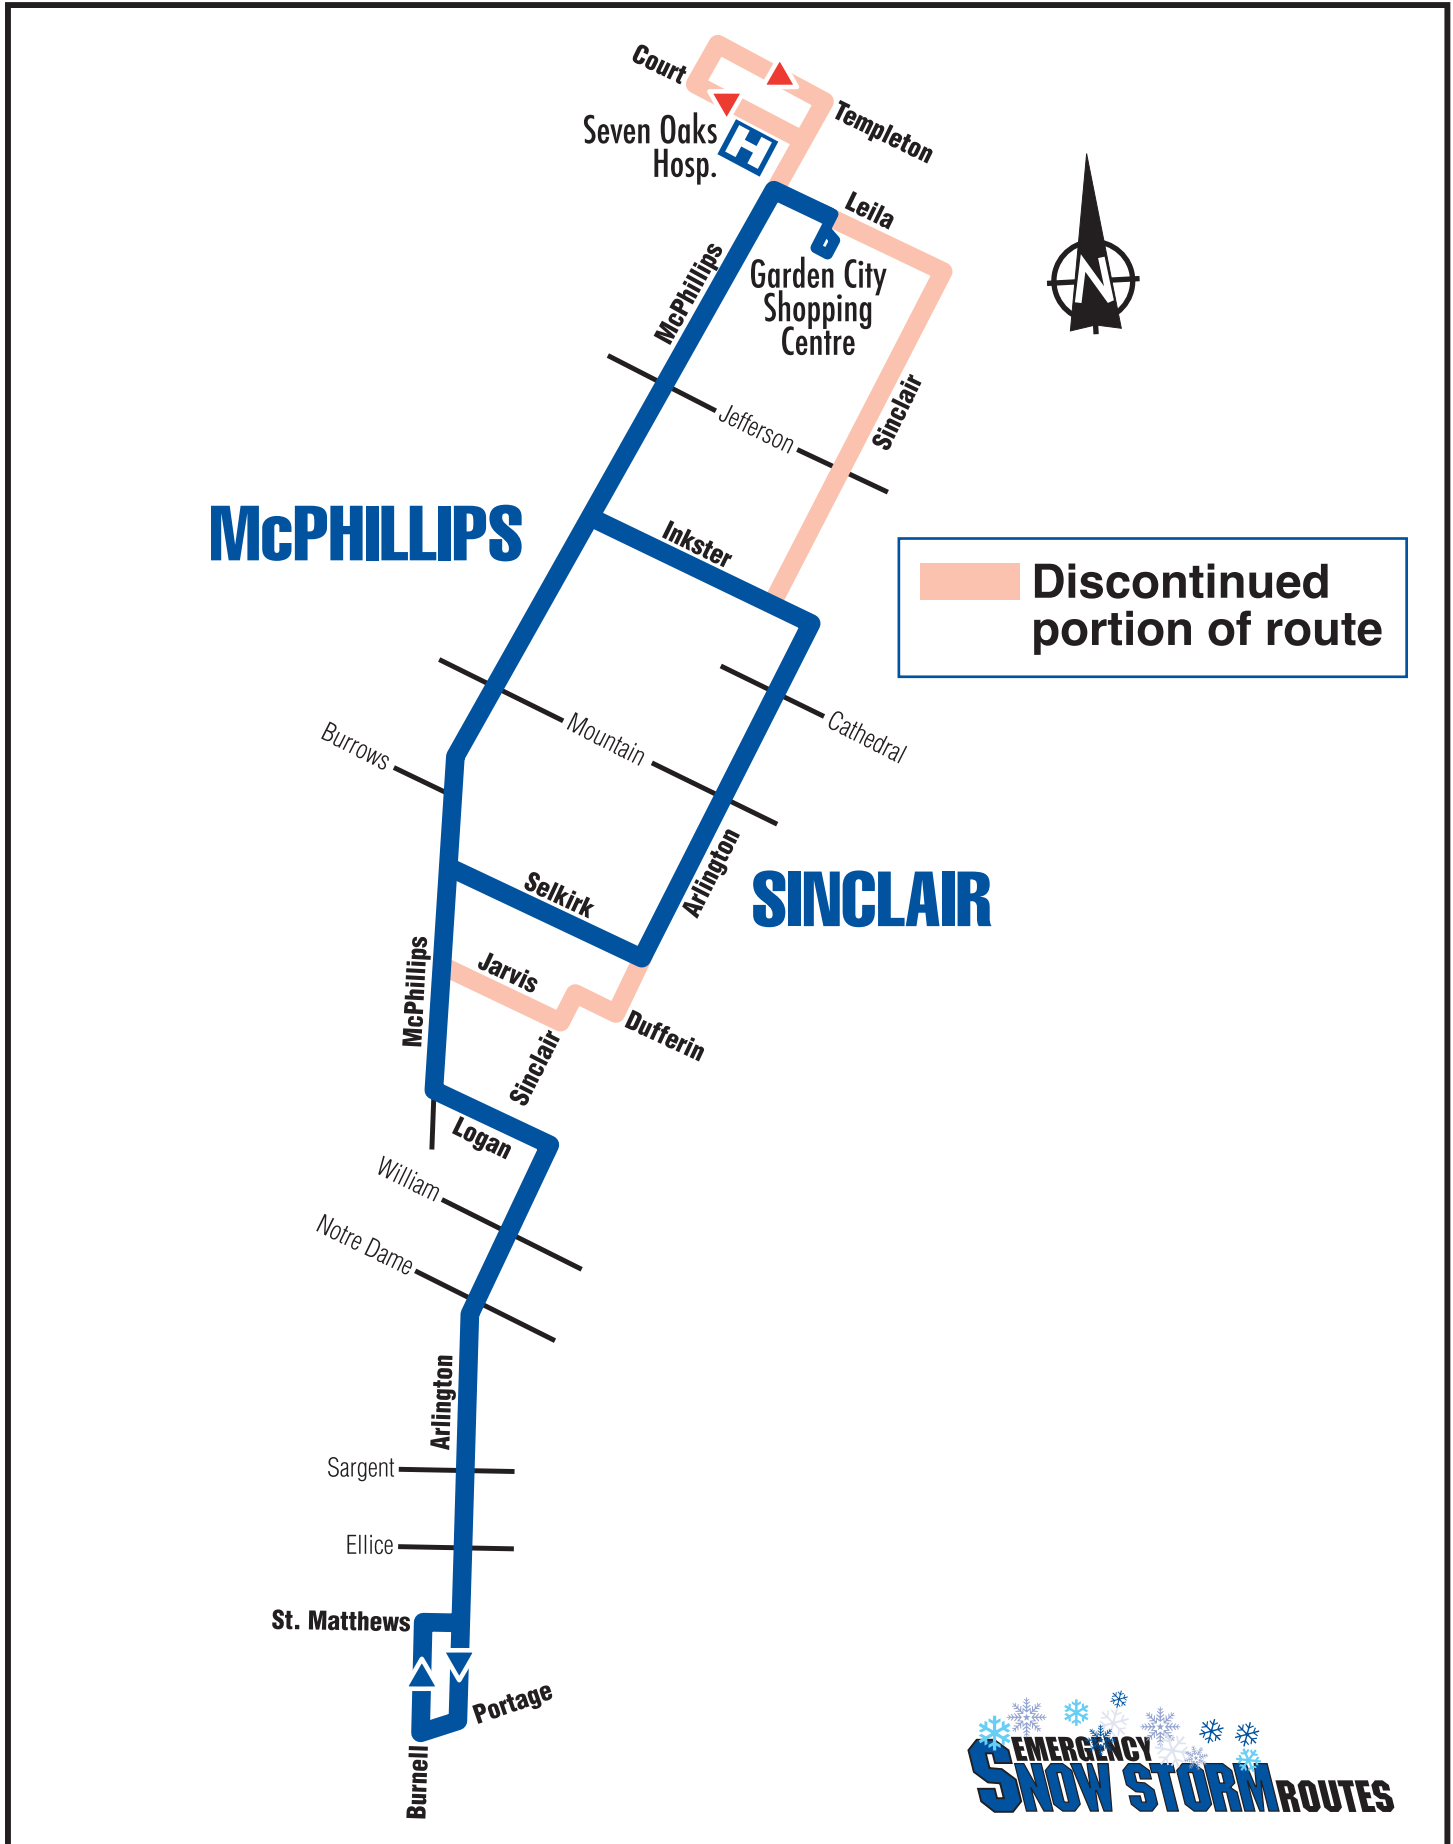 Court
Templeton
Seven Oaks
Hosp.
H
Leila
McPhillips
Garden City
Shopping
Centre
N
Jefferson
Sinclair
McPHILLIPS
Inkster
Discontinued
portion of route
Burrows
Mountain
Cathedral
Arlington
Selkirk
SINCLAIR
McPhillips
Jarvis
Sinclair
Dufferin
Logan
William
Notre Dame
Arlington
Sargent
Ellice
St. Matthews
Portage
Burnell
EMERGENCY
SNOW STORM ROUTES